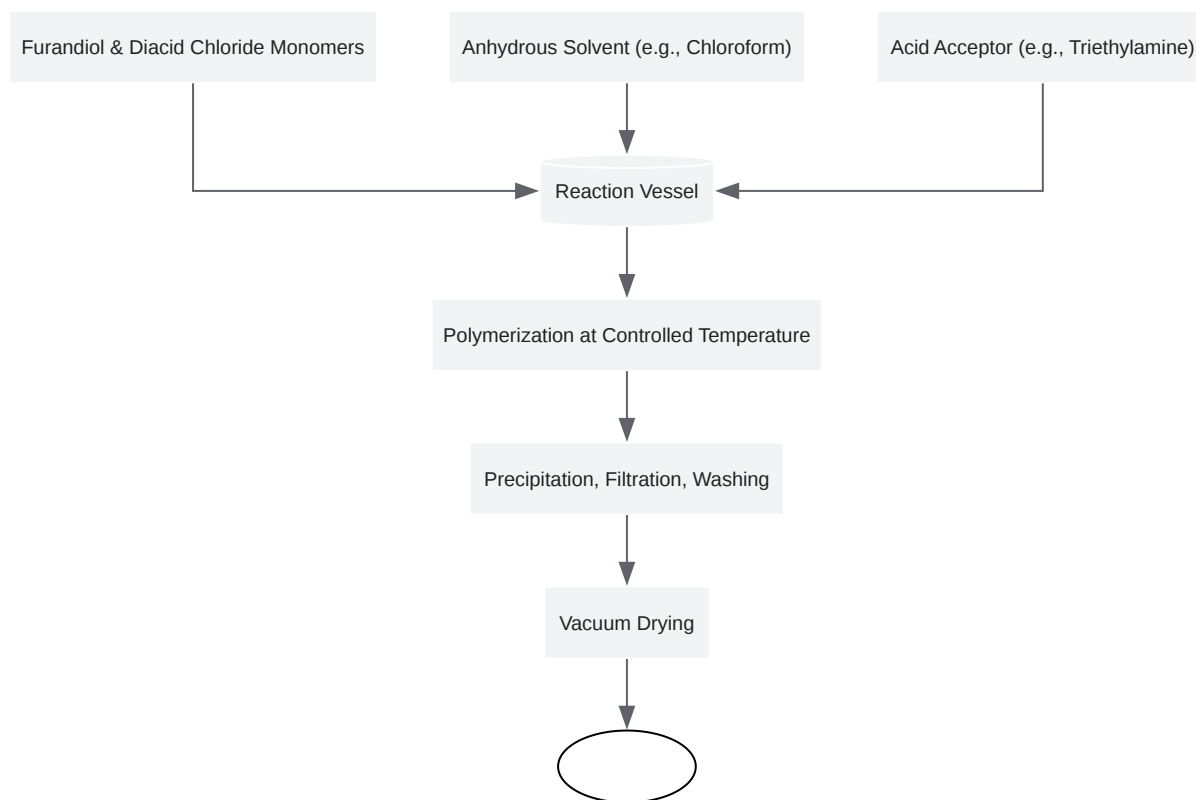 Furandiol & Diacid Chloride Monomers
Anhydrous Solvent (e.g., Chloroform)
Acid Acceptor (e.g., Triethylamine)
Reaction Vessel
Polymerization at Controlled Temperature
Precipitation, Filtration, Washing
Vacuum Drying